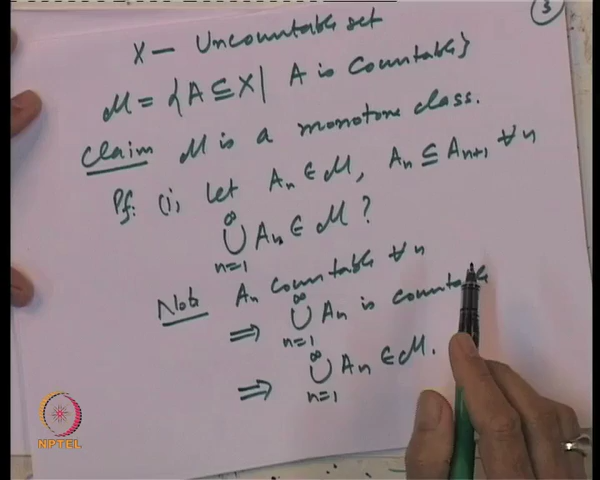 3
X — Uncountable set
ℳ = {A ⊆ X | A is Countable}
Claim ℳ is a monotone class.
Pf: (i) Let Aₙ ∈ ℳ, Aₙ ⊆ Aₙ₊₁ ∀ n
∞
∪ Aₙ ∈ ℳ ?
n=1
Note Aₙ countable ∀ n
∞
⇒ ∪ Aₙ is countable
n=1
∞
⇒ ∪ Aₙ ∈ ℳ.
n=1
NPTEL